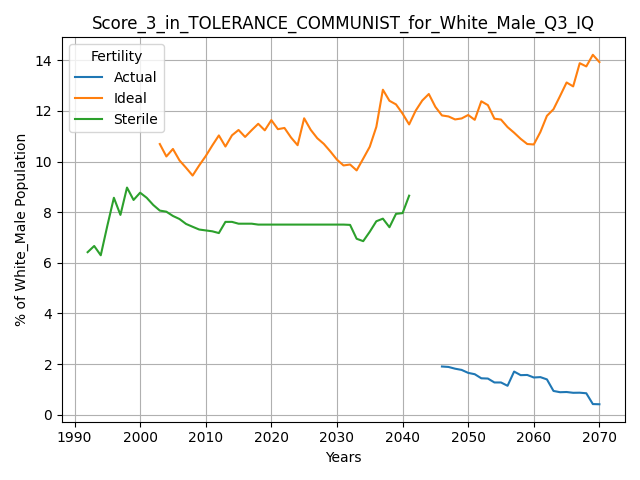 Score_3_in_TOLERANCE_COMMUNIST_for_White_Male_Q3_IQ
Fertility
Actual
Ideal
Sterile
% of White_Male Population
14
12
10
8
6
4
2
0
1990 2000 2010 2020 2030 2040 2050 2060 2070
Years